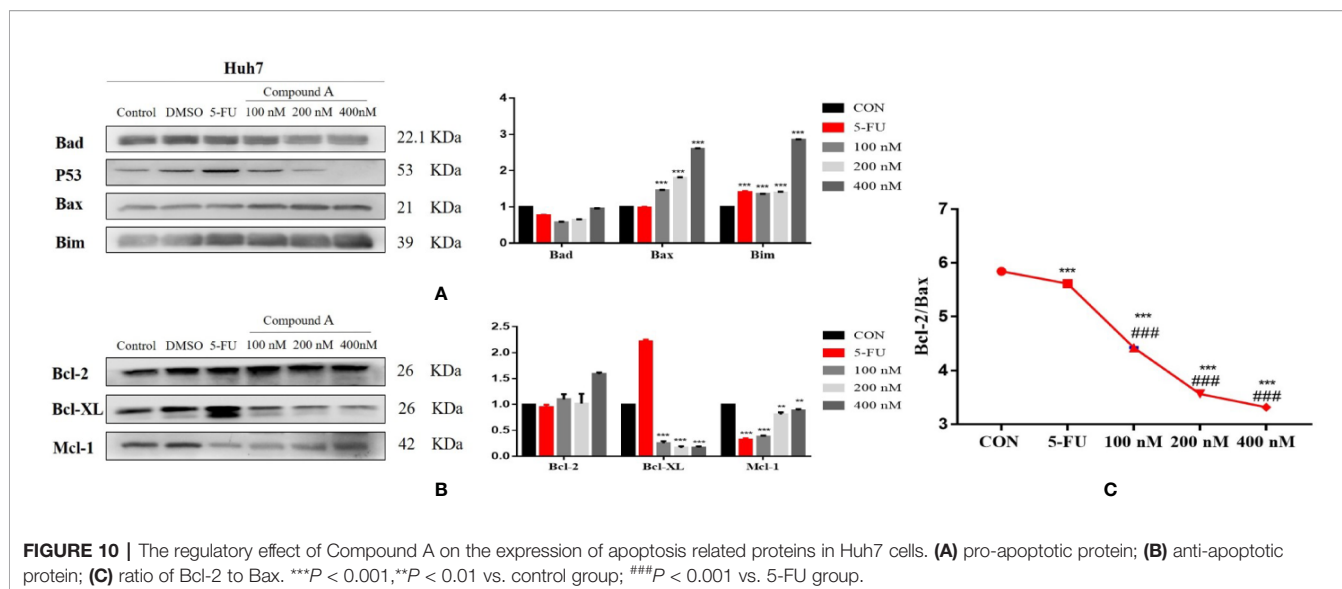 Huh7
Compound A
Control DMSO 5-FU 100 nM 200 nM 400nM
Bad 22.1 KDa
P53 53 KDa
Bax 21 KDa
Bim 39 KDa
4
3
2
1
0
*** *** *** *** *** *** ***
Bad Bax Bim
CON
5-FU
100 nM
200 nM
400 nM
A
Compound A
Control DMSO 5-FU 100 nM 200 nM 400nM
Bcl-2 26 KDa
Bcl-XL 26 KDa
Mcl-1 42 KDa
2.5
2.0
1.5
1.0
0.5
0.0
*** *** *** *** *** ** **
Bcl-2 Bcl-XL Mcl-1
CON
5-FU
100 nM
200 nM
400 nM
B
Bcl-2/Bax
7
6
5
4
3
***
***
###
***
###
***
###
CON 5-FU 100 nM 200 nM 400 nM
C
FIGURE 10 | The regulatory effect of Compound A on the expression of apoptosis related proteins in Huh7 cells. (A) pro-apoptotic protein; (B) anti-apoptotic
protein; (C) ratio of Bcl-2 to Bax. ***P < 0.001,**P < 0.01 vs. control group; ###P < 0.001 vs. 5-FU group.